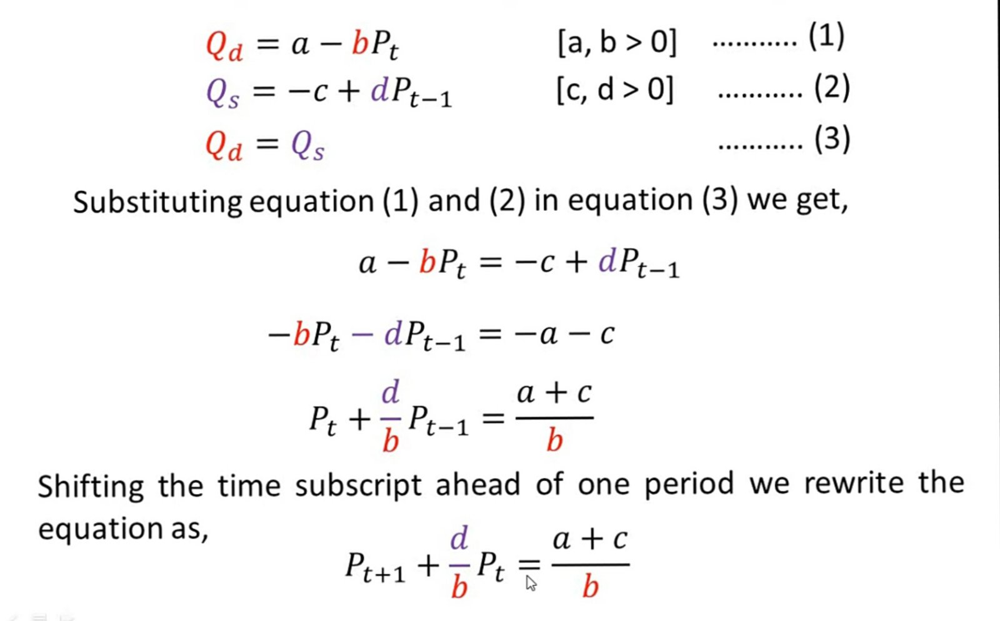 Q_d = a − bP_t [a, b > 0] ........... (1)
Q_s = −c + dP_{t−1} [c, d > 0] ........... (2)
Q_d = Q_s ........... (3)
Substituting equation (1) and (2) in equation (3) we get,
a − bP_t = −c + dP_{t−1}
−bP_t − dP_{t−1} = −a − c
P_t + \frac{d}{b} P_{t−1} = \frac{a + c}{b}
Shifting the time subscript ahead of one period we rewrite the
equation as,
P_{t+1} + \frac{d}{b} P_t = \frac{a + c}{b}